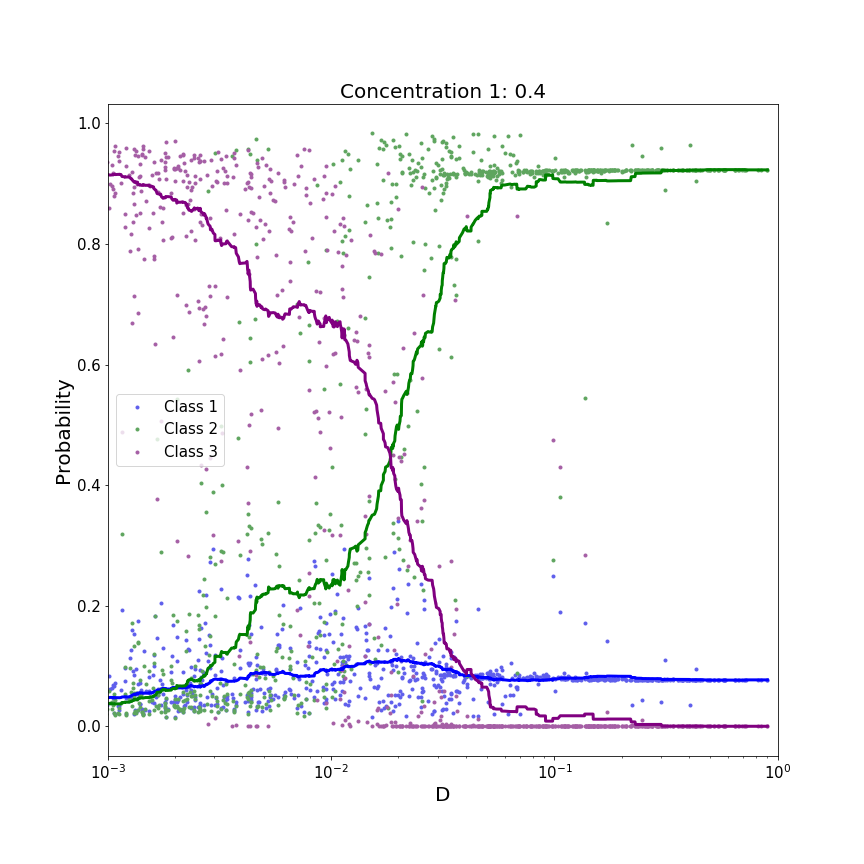 Concentration 1: 0.4
1.0
0.8
0.6
0.4
0.2
0.0
Probability
Class 1
Class 2
Class 3
10⁻³
10⁻²
10⁻¹
10⁰
D